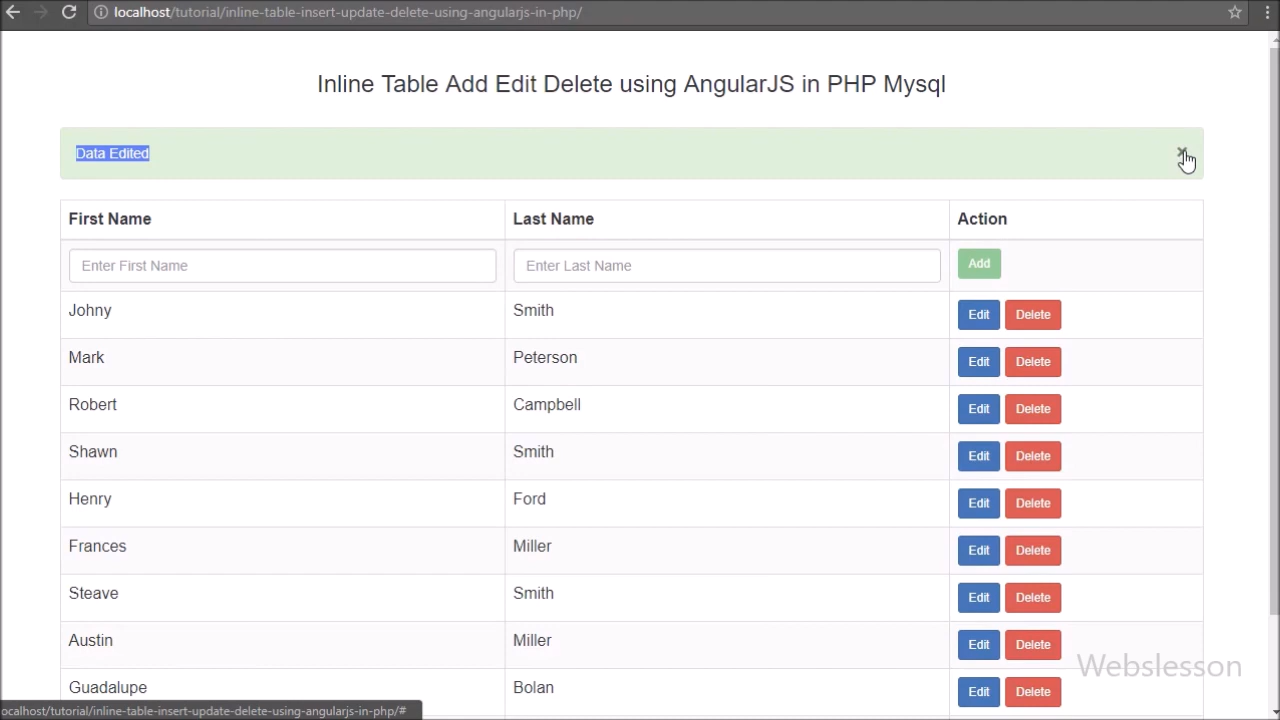 localhost/tutorial/inline-table-insert-update-delete-using-angularjs-in-php/
Inline Table Add Edit Delete using AngularJS in PHP Mysql
Data Edited
First Name Last Name Action
Enter First Name Enter Last Name Add
Johny Smith Edit Delete
Mark Peterson Edit Delete
Robert Campbell Edit Delete
Shawn Smith Edit Delete
Henry Ford Edit Delete
Frances Miller Edit Delete
Steave Smith Edit Delete
Austin Miller Edit Delete
Webslesson
Guadalupe Bolan Edit Delete
ocalhost/tutorial/inline-table-insert-update-delete-using-angularjs-in-php/#